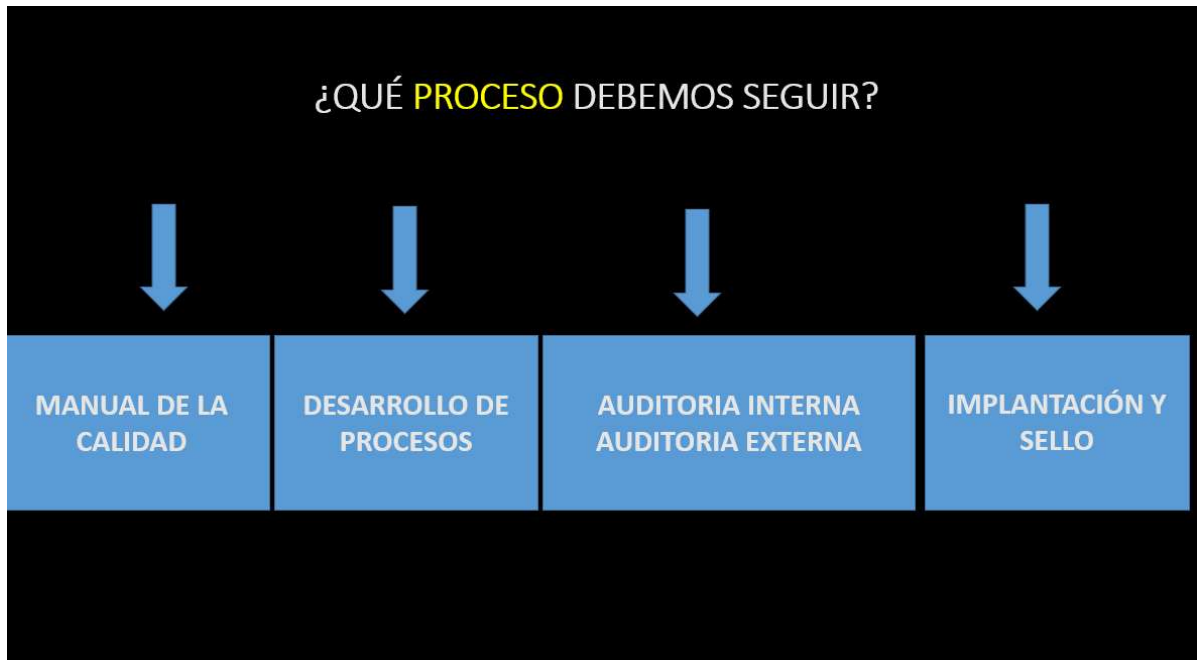 ¿QUÉ PROCESO DEBEMOS SEGUIR?
MANUAL DE LA
CALIDAD
DESARROLLO DE
PROCESOS
AUDITORIA INTERNA
AUDITORIA EXTERNA
IMPLANTACIÓN Y
SELLO